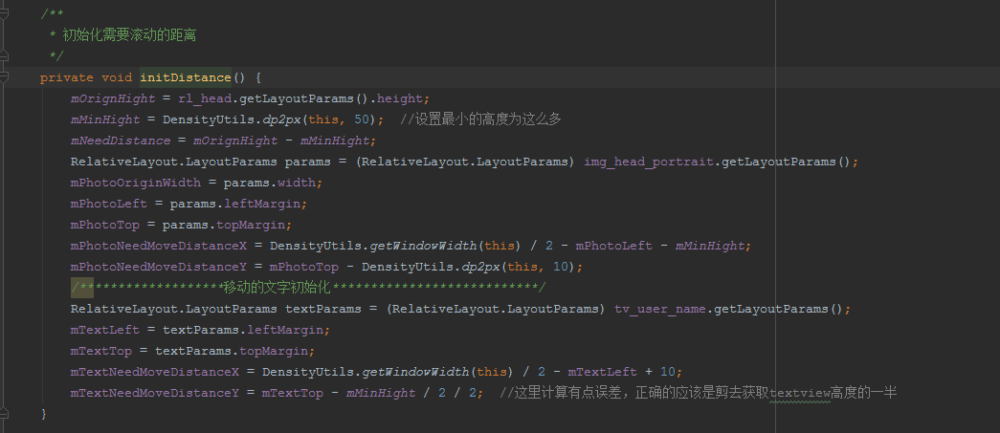 /**
 * 初始化需要滚动的距离
 */
private void initDistance() {
    mOrignHight = rl_head.getLayoutParams().height;
    mMinHight = DensityUtils.dp2px(this, 50);  //设置最小的高度为这么多
    mNeedDistance = mOrignHight - mMinHight;
    RelativeLayout.LayoutParams params = (RelativeLayout.LayoutParams) img_head_portrait.getLayoutParams();
    mPhotoOriginWidth = params.width;
    mPhotoLeft = params.leftMargin;
    mPhotoTop = params.topMargin;
    mPhotoNeedMoveDistanceX = DensityUtils.getWindowWidth(this) / 2 - mPhotoLeft - mMinHight;
    mPhotoNeedMoveDistanceY = mPhotoTop - DensityUtils.dp2px(this, 10);
    /*******************移动的文字初始化***************************/
    RelativeLayout.LayoutParams textParams = (RelativeLayout.LayoutParams) tv_user_name.getLayoutParams();
    mTextLeft = textParams.leftMargin;
    mTextTop = textParams.topMargin;
    mTextNeedMoveDistanceX = DensityUtils.getWindowWidth(this) / 2 - mTextLeft + 10;
    mTextNeedMoveDistanceY = mTextTop - mMinHight / 2 / 2;  //这里计算有点误差，正确的应该是剪去获取textview高度的一半
}